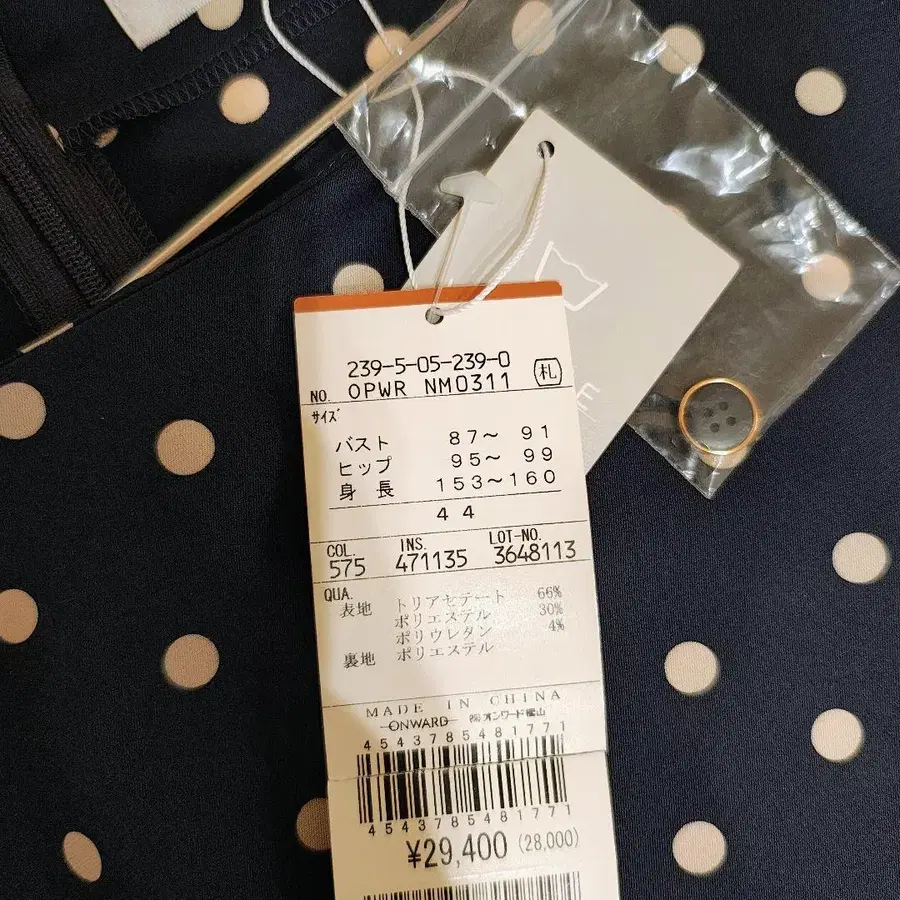 239-5-05-239-0
NO. OPWR NM0311 札
サイズ
バスト 87～ 91
ヒップ 95～ 99
身長 153～160
44
COL. INS. LOT-NO.
575 471135 3648113
QUA.
表地 トリアセテート 66%
ポリエステル 30%
ポリウレタン 4%
裏地 ポリエステル
MADE IN CHINA
ONWARD ㈱オンワード樫山
4543785481771
4543785481771
¥29,400 (28,000)